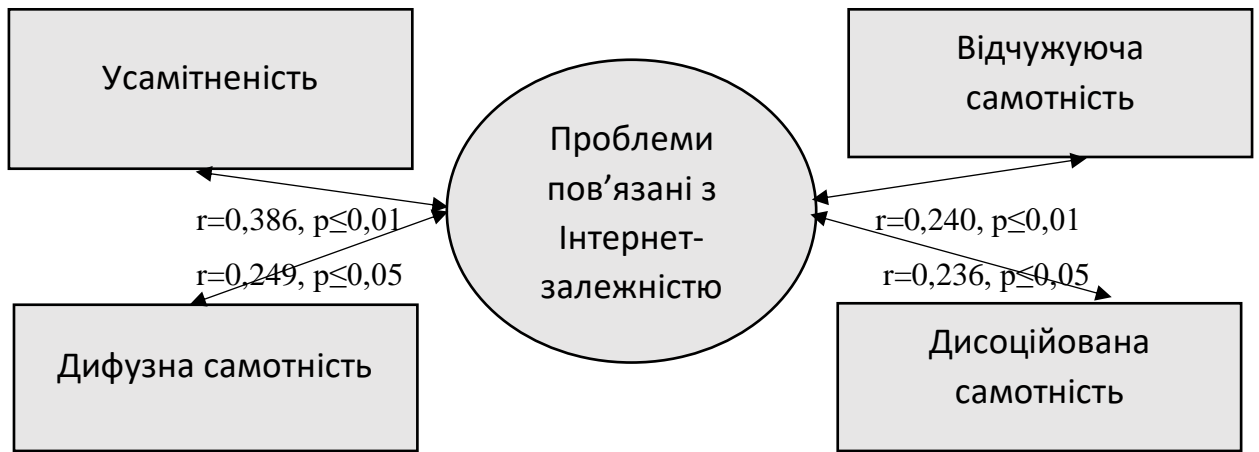 Усамітненість
Відчужуюча
самотність
Проблеми
пов’язані з
Інтернет-
залежністю
r=0,386, p≤0,01
r=0,249, p≤0,05
r=0,240, p≤0,01
r=0,236, p≤0,05
Дифузна самотність
Дисоційована
самотність